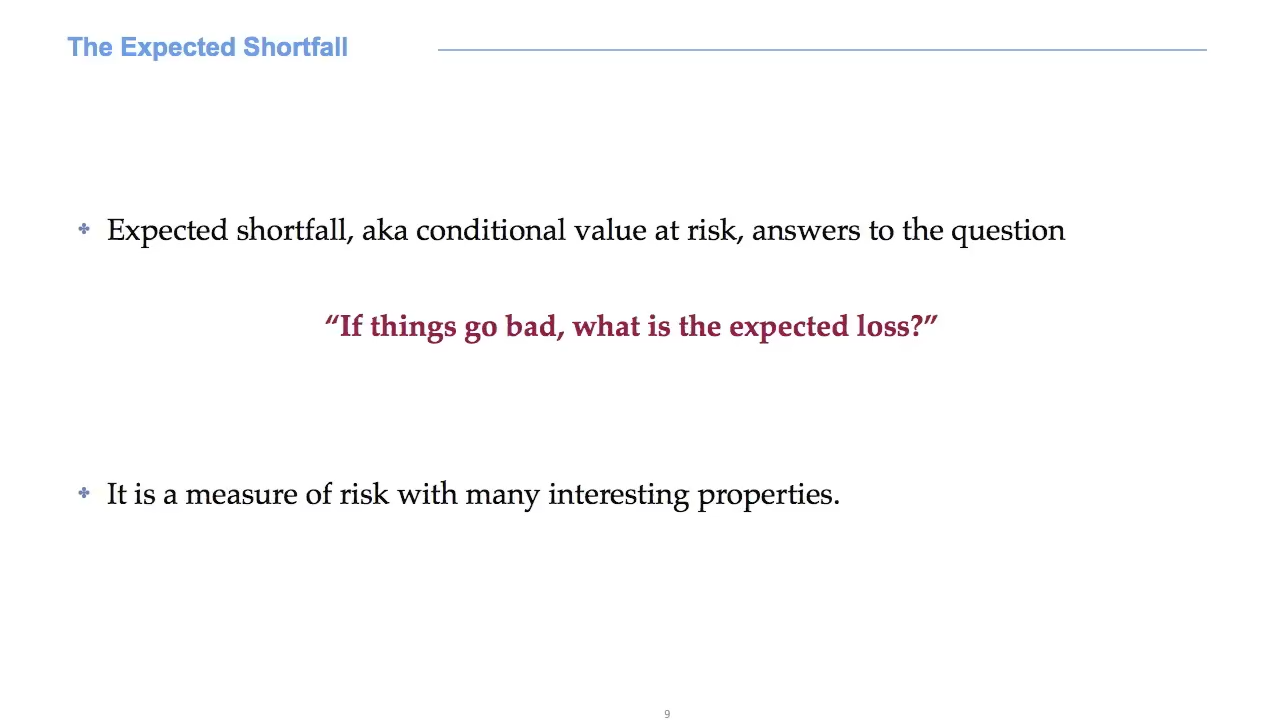 The Expected Shortfall
Expected shortfall, aka conditional value at risk, answers to the question
“If things go bad, what is the expected loss?”
It is a measure of risk with many interesting properties.
9